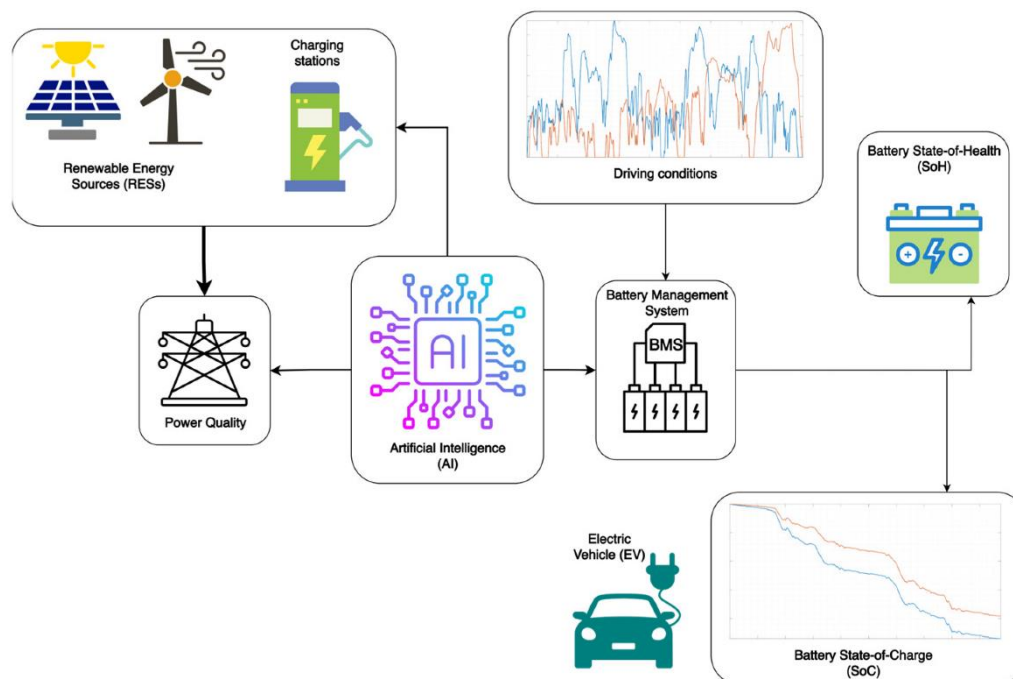 Charging
stations
Renewable Energy
Sources (RESs)
Driving conditions
Battery State-of-Health
(SoH)
Battery Management
System
BMS
AI
Power Quality
Artificial Intelligence
(AI)
Electric
Vehicle (EV)
Battery State-of-Charge
(SoC)